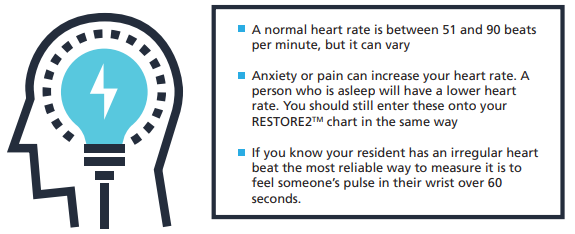 A normal heart rate is between 51 and 90 beats
per minute, but it can vary
Anxiety or pain can increase your heart rate. A
person who is asleep will have a lower heart
rate. You should still enter these onto your
RESTORE2™ chart in the same way
If you know your resident has an irregular heart
beat the most reliable way to measure it is to
feel someone's pulse in their wrist over 60
seconds.